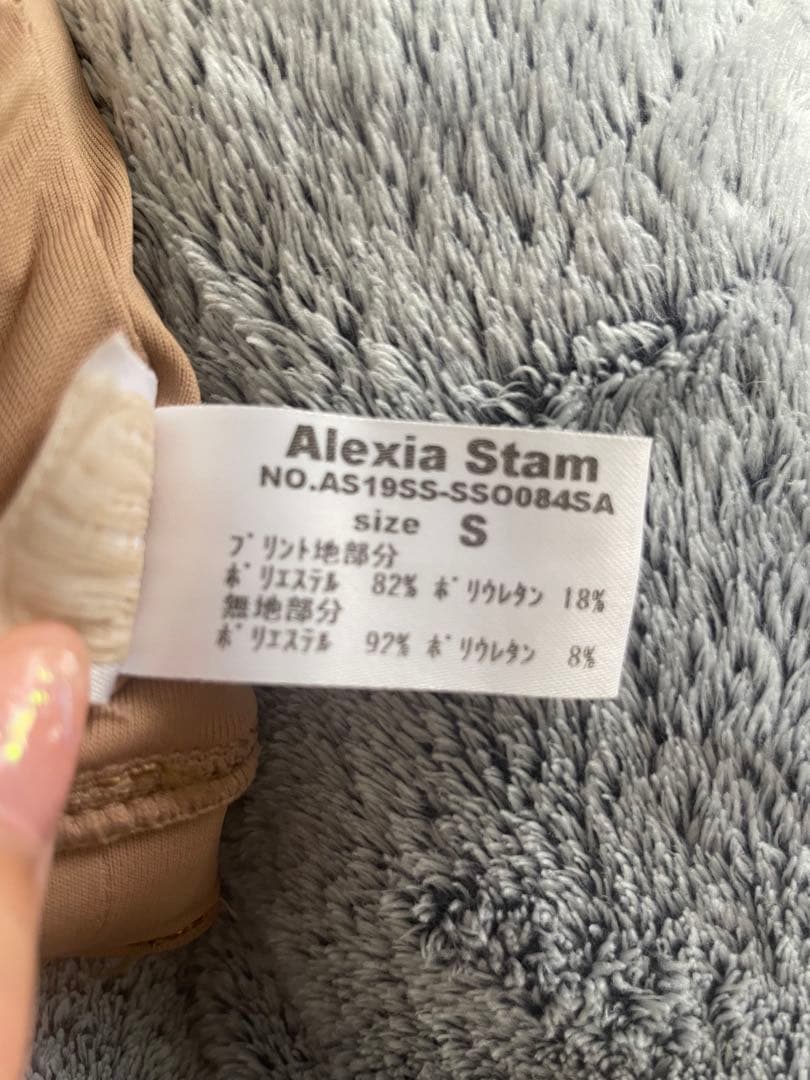 Alexia Stam
NO.AS19SS-SSO084SA
size S
プリント地部分
ポリエステル 82% ポリウレタン 18%
無地部分
ポリエステル 92% ポリウレタン 8%